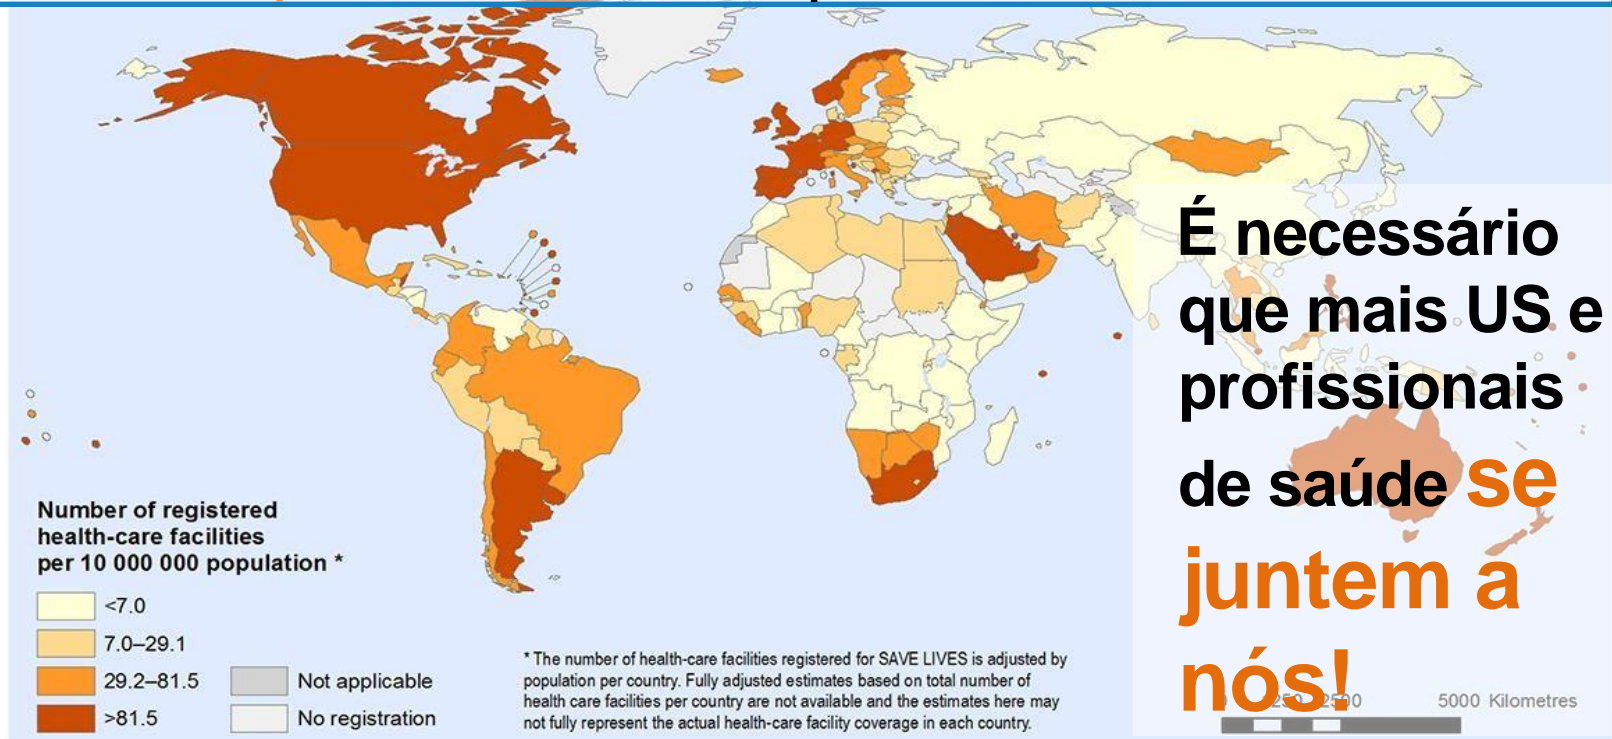 É necessário
que mais US e
profissionais
de saúde se
juntem a
nós!
Number of registered
health-care facilities
per 10 000 000 population *
<7.0
7.0–29.1
29.2–81.5
>81.5
Not applicable
No registration
* The number of health-care facilities registered for SAVE LIVES is adjusted by
population per country. Fully adjusted estimates based on total number of
health care facilities per country are not available and the estimates here may
not fully represent the actual health-care facility coverage in each country.
5000 Kilometres